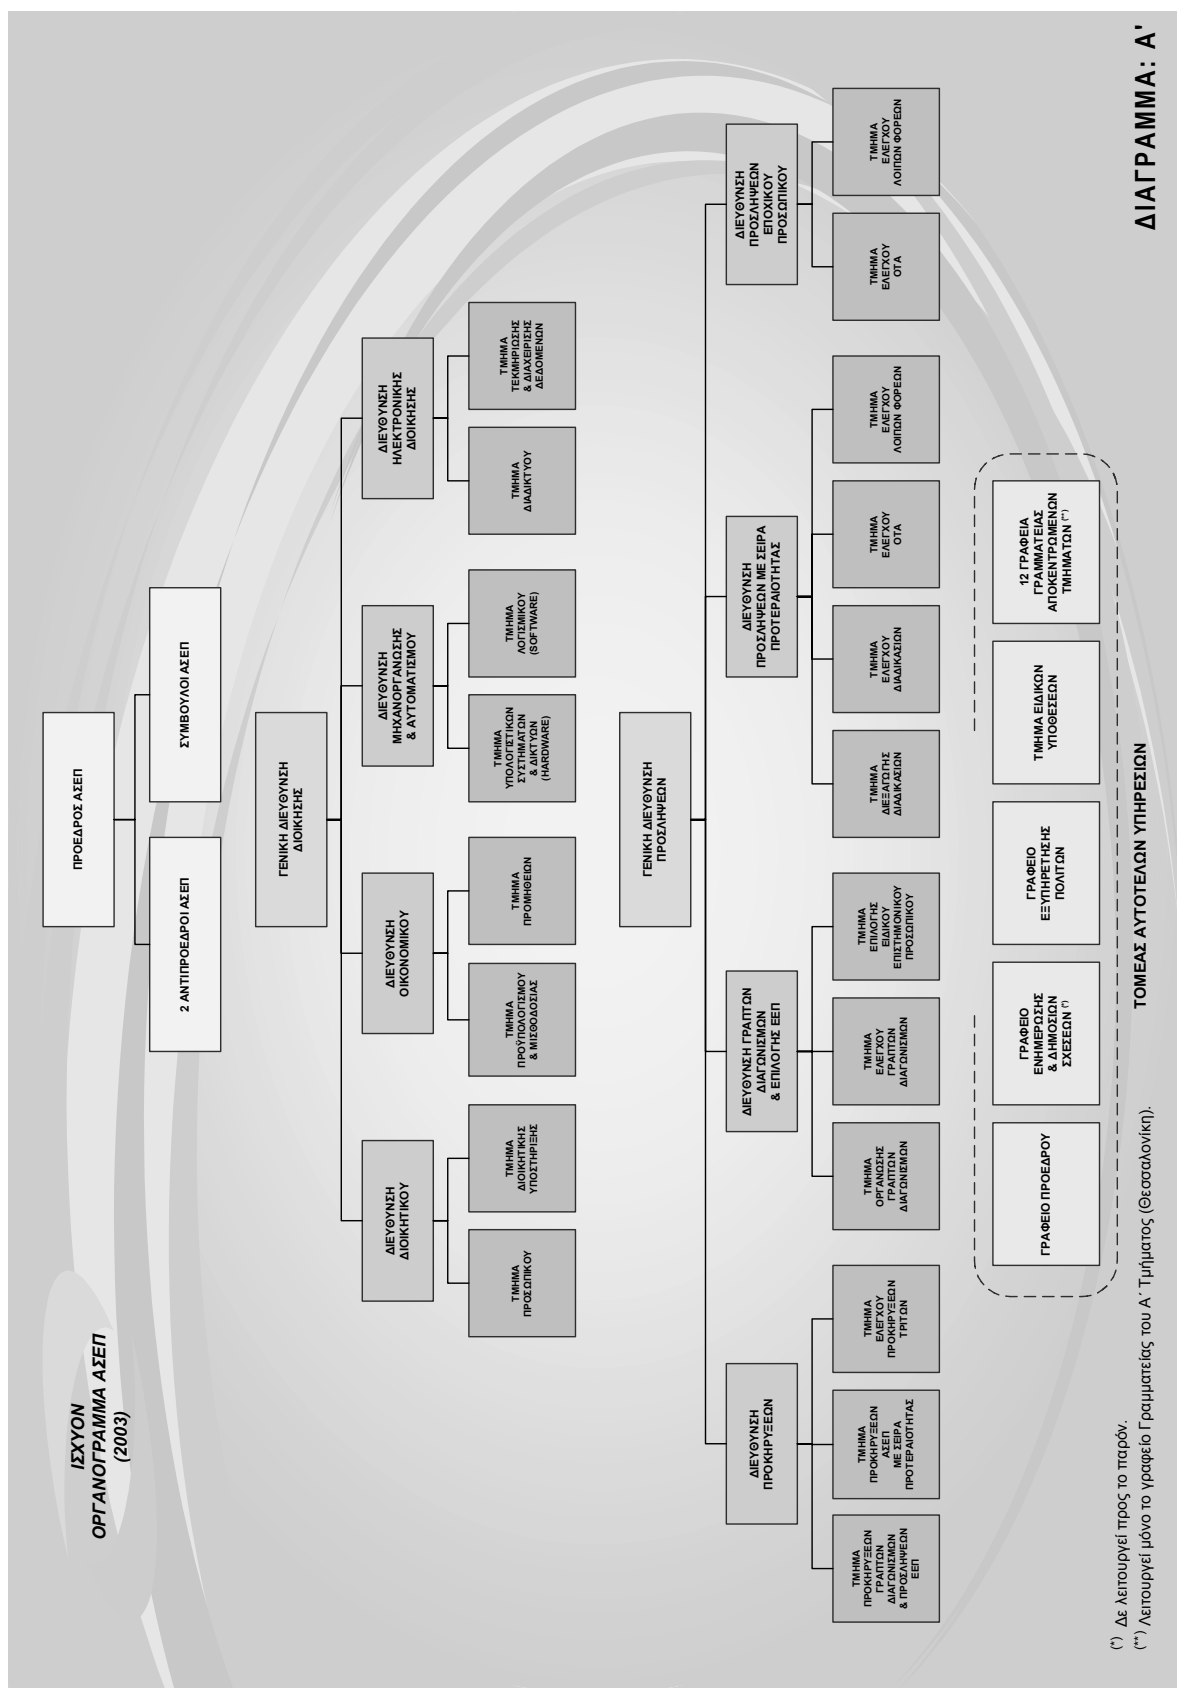 ΔΙΑΓΡΑΜΜΑ: Α'
ΙΣΧΥΟΝ
ΟΡΓΑΝΟΓΡΑΜΜΑ ΑΣΕΠ
(2003)
ΠΡΟΕΔΡΟΣ ΑΣΕΠ
2 ΑΝΤΙΠΡΟΕΔΡΟΙ ΑΣΕΠ
ΣΥΜΒΟΥΛΟΙ ΑΣΕΠ
ΓΕΝΙΚΗ ΔΙΕΥΘΥΝΣΗ
ΔΙΟΙΚΗΣΗΣ
ΔΙΕΥΘΥΝΣΗ
ΔΙΟΙΚΗΤΙΚΟΥ
ΔΙΕΥΘΥΝΣΗ
ΟΙΚΟΝΟΜΙΚΟΥ
ΔΙΕΥΘΥΝΣΗ
ΜΗΧΑΝΟΡΓΑΝΩΣΗΣ
& ΑΥΤΟΜΑΤΙΣΜΟΥ
ΔΙΕΥΘΥΝΣΗ
ΗΛΕΚΤΡΟΝΙΚΗΣ
ΔΙΟΙΚΗΣΗΣ
ΤΜΗΜΑ
ΠΡΟΣΩΠΙΚΟΥ
ΤΜΗΜΑ
ΔΙΟΙΚΗΤΙΚΗΣ
ΥΠΟΣΤΗΡΙΞΗΣ
ΤΜΗΜΑ
ΠΡΟΫΠΟΛΟΓΙΣΜΟΥ
& ΜΙΣΘΟΔΟΣΙΑΣ
ΤΜΗΜΑ
ΠΡΟΜΗΘΕΙΩΝ
ΤΜΗΜΑ
ΥΠΟΛΟΓΙΣΤΙΚΩΝ
ΣΥΣΤΗΜΑΤΩΝ
& ΔΙΚΤΥΩΝ
(HARDWARE)
ΤΜΗΜΑ
ΛΟΓΙΣΜΙΚΟΥ
(SOFTWARE)
ΤΜΗΜΑ
ΔΙΑΔΙΚΤΥΟΥ
ΤΜΗΜΑ
ΤΕΚΜΗΡΙΩΣΗΣ
& ΔΙΑΧΕΙΡΙΣΗΣ
ΔΕΔΟΜΕΝΩΝ
ΓΕΝΙΚΗ ΔΙΕΥΘΥΝΣΗ
ΠΡΟΣΛΗΨΕΩΝ
ΔΙΕΥΘΥΝΣΗ
ΠΡΟΚΗΡΥΞΕΩΝ
ΔΙΕΥΘΥΝΣΗ ΓΡΑΠΤΩΝ
ΔΙΑΓΩΝΙΣΜΩΝ
& ΕΠΙΛΟΓΗΣ ΕΕΠ
ΔΙΕΥΘΥΝΣΗ
ΠΡΟΣΛΗΨΕΩΝ ΜΕ ΣΕΙΡΑ
ΠΡΟΤΕΡΑΙΟΤΗΤΑΣ
ΔΙΕΥΘΥΝΣΗ
ΠΡΟΣΛΗΨΕΩΝ
ΕΠΟΧΙΚΟΥ
ΠΡΟΣΩΠΙΚΟΥ
ΤΜΗΜΑ
ΠΡΟΚΗΡΥΞΕΩΝ
ΓΡΑΠΤΩΝ
ΔΙΑΓΩΝΙΣΜΩΝ
& ΠΡΟΣΛΗΨΕΩΝ
ΕΕΠ
ΤΜΗΜΑ
ΠΡΟΚΗΡΥΞΕΩΝ
ΑΣΕΠ
ΜΕ ΣΕΙΡΑ
ΠΡΟΤΕΡΑΙΟΤΗΤΑΣ
ΤΜΗΜΑ
ΕΛΕΓΧΟΥ
ΠΡΟΚΗΡΥΞΕΩΝ
ΤΡΙΤΩΝ
ΤΜΗΜΑ
ΟΡΓΑΝΩΣΗΣ
ΓΡΑΠΤΩΝ
ΔΙΑΓΩΝΙΣΜΩΝ
ΤΜΗΜΑ
ΕΛΕΓΧΟΥ
ΓΡΑΠΤΩΝ
ΔΙΑΓΩΝΙΣΜΩΝ
ΤΜΗΜΑ
ΕΠΙΛΟΓΗΣ
ΕΙΔΙΚΟΥ
ΕΠΙΣΤΗΜΟΝΙΚΟΥ
ΠΡΟΣΩΠΙΚΟΥ
ΤΜΗΜΑ
ΔΙΕΞΑΓΩΓΗΣ
ΔΙΑΔΙΚΑΣΙΩΝ
ΤΜΗΜΑ
ΕΛΕΓΧΟΥ
ΔΙΑΔΙΚΑΣΙΩΝ
ΤΜΗΜΑ
ΕΛΕΓΧΟΥ
ΟΤΑ
ΤΜΗΜΑ
ΕΛΕΓΧΟΥ
ΛΟΙΠΩΝ ΦΟΡΕΩΝ
ΤΜΗΜΑ
ΕΛΕΓΧΟΥ
ΟΤΑ
ΤΜΗΜΑ
ΕΛΕΓΧΟΥ
ΛΟΙΠΩΝ ΦΟΡΕΩΝ
ΓΡΑΦΕΙΟ ΠΡΟΕΔΡΟΥ
ΓΡΑΦΕΙΟ
ΕΝΗΜΕΡΩΣΗΣ
& ΔΗΜΟΣΙΩΝ
ΣΧΕΣΕΩΝ (*)
ΓΡΑΦΕΙΟ
ΕΞΥΠΗΡΕΤΗΣΗΣ
ΠΟΛΙΤΩΝ
ΤΜΗΜΑ ΕΙΔΙΚΩΝ
ΥΠΟΘΕΣΕΩΝ
12 ΓΡΑΦΕΙΑ
ΓΡΑΜΜΑΤΕΙΑΣ
ΑΠΟΚΕΝΤΡΩΜΕΝΩΝ
ΤΜΗΜΑΤΩΝ (**)
ΤΟΜΕΑΣ ΑΥΤΟΤΕΛΩΝ ΥΠΗΡΕΣΙΩΝ
(*) Δε λειτουργεί προς το παρόν.
(**) Λειτουργεί μόνο το γραφείο Γραμματείας του Α΄ Τμήματος (Θεσσαλονίκη).